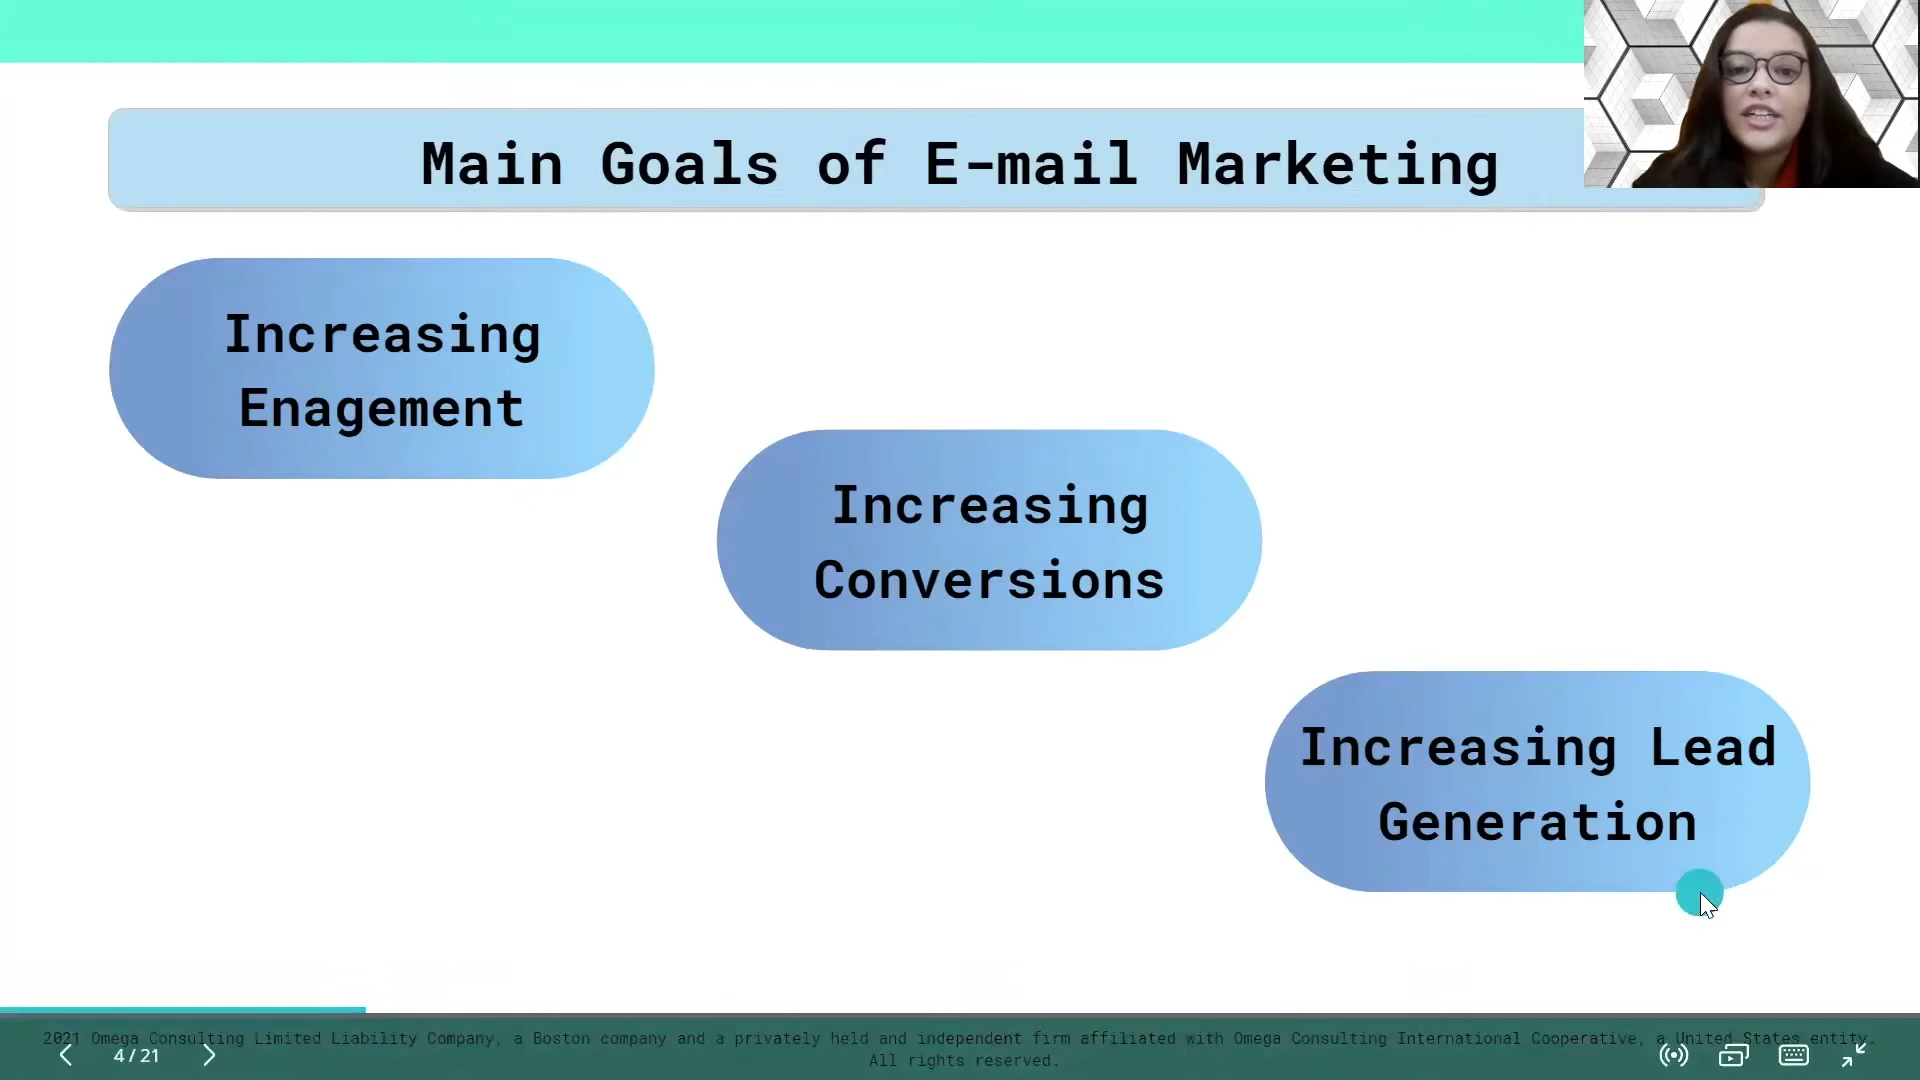 Main Goals of E-mail Marketing
Increasing
Enagement
Increasing
Conversions
Increasing Lead
Generation
2021 Omega Consulting Limited Liability Company, a Boston company and a privately held and independent firm affiliated with Omega Consulting International Cooperative, a United States entity.
All rights reserved.
4 / 21